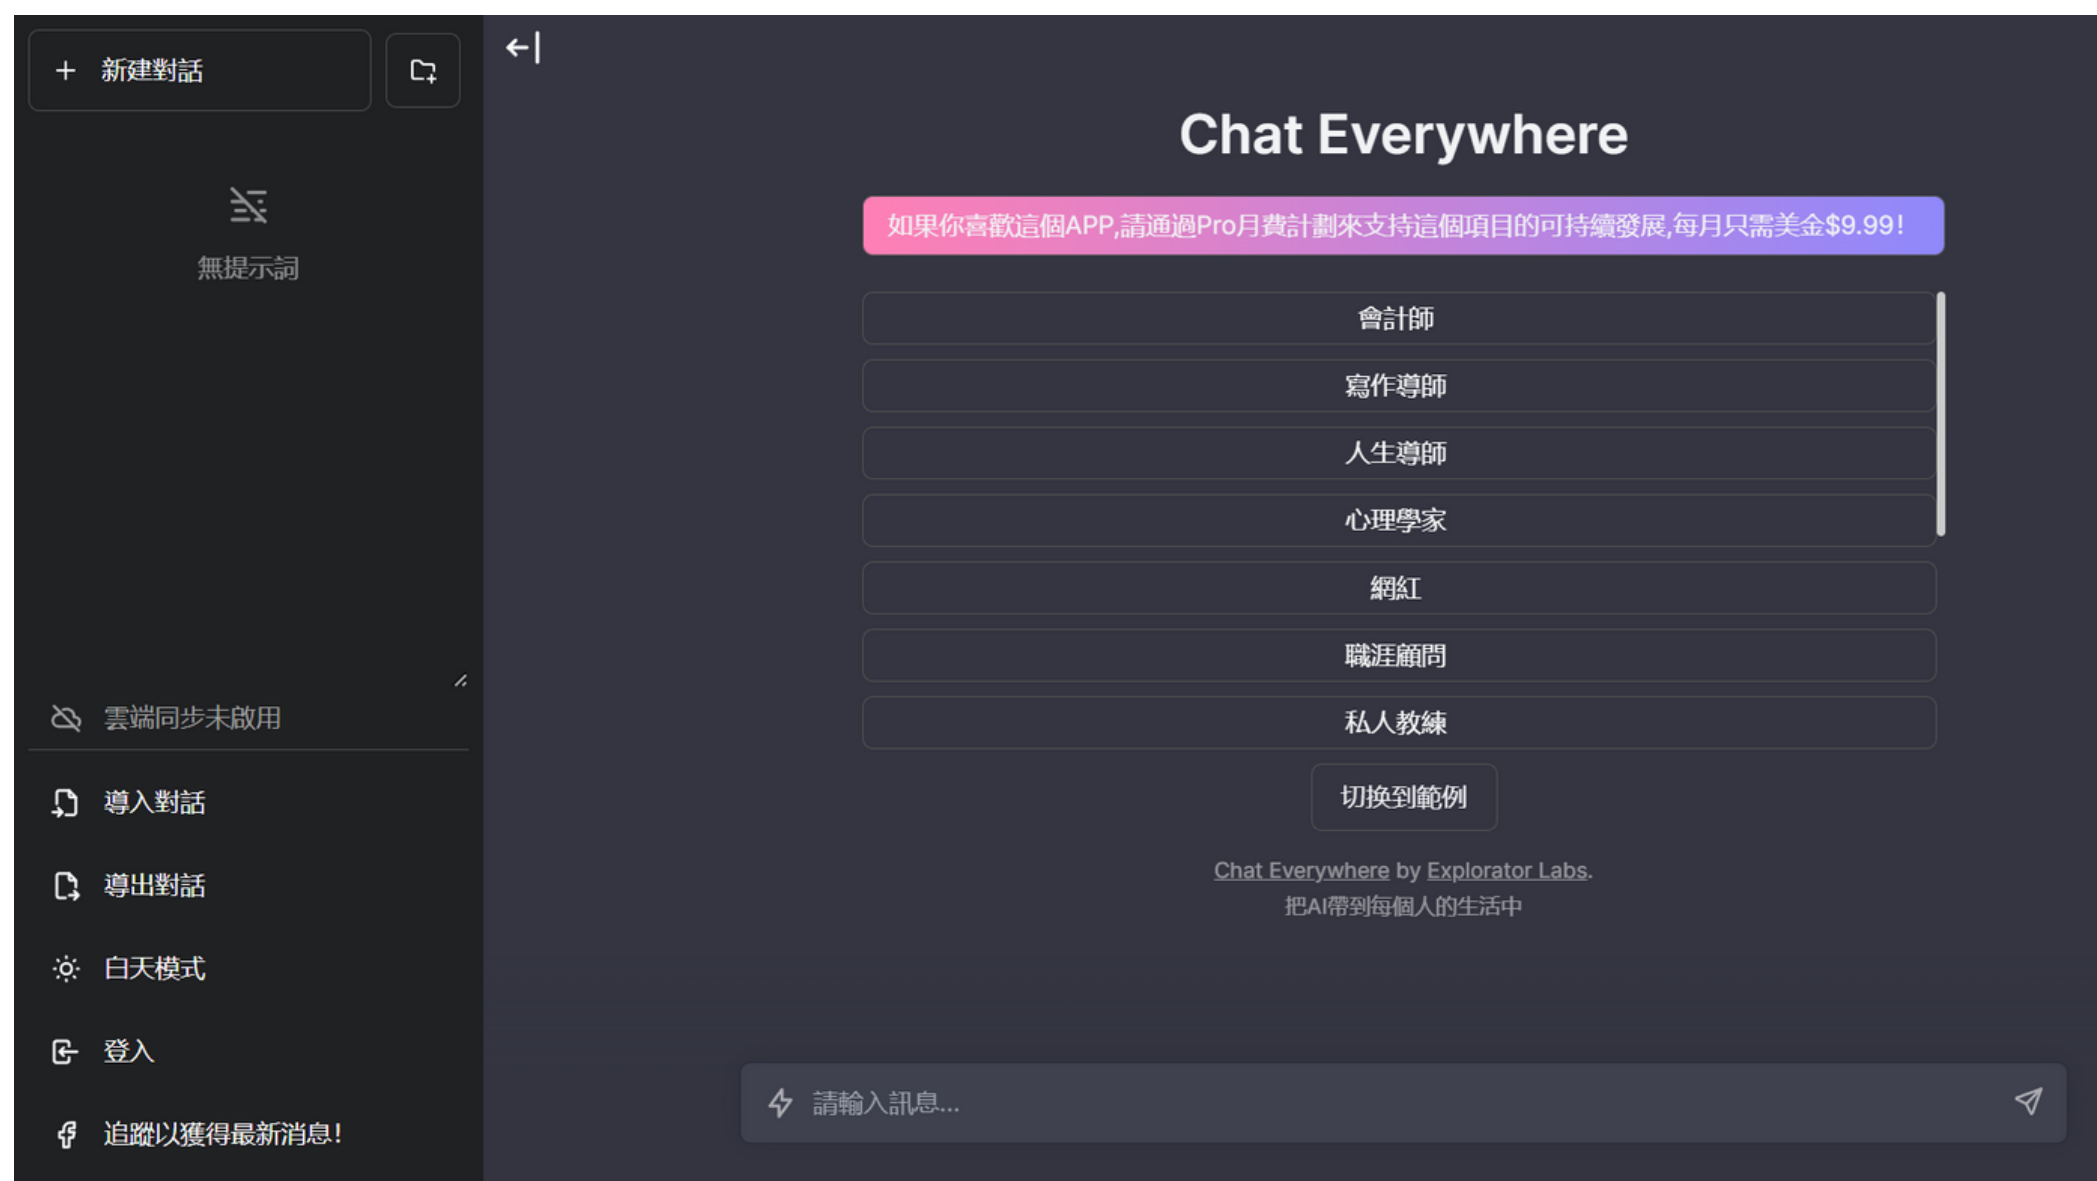 新建對話
無提示詞
雲端同步未啟用
導入對話
導出對話
白天模式
登入
追蹤以獲得最新消息!
Chat Everywhere
如果你喜歡這個APP,請通過Pro月費計劃來支持這個項目的可持續發展,每月只需美金$9.99!
會計師
寫作導師
人生導師
心理學家
網紅
職涯顧問
私人教練
切换到範例
Chat Everywhere by Explorator Labs.
把AI帶到每個人的生活中
請輸入訊息...